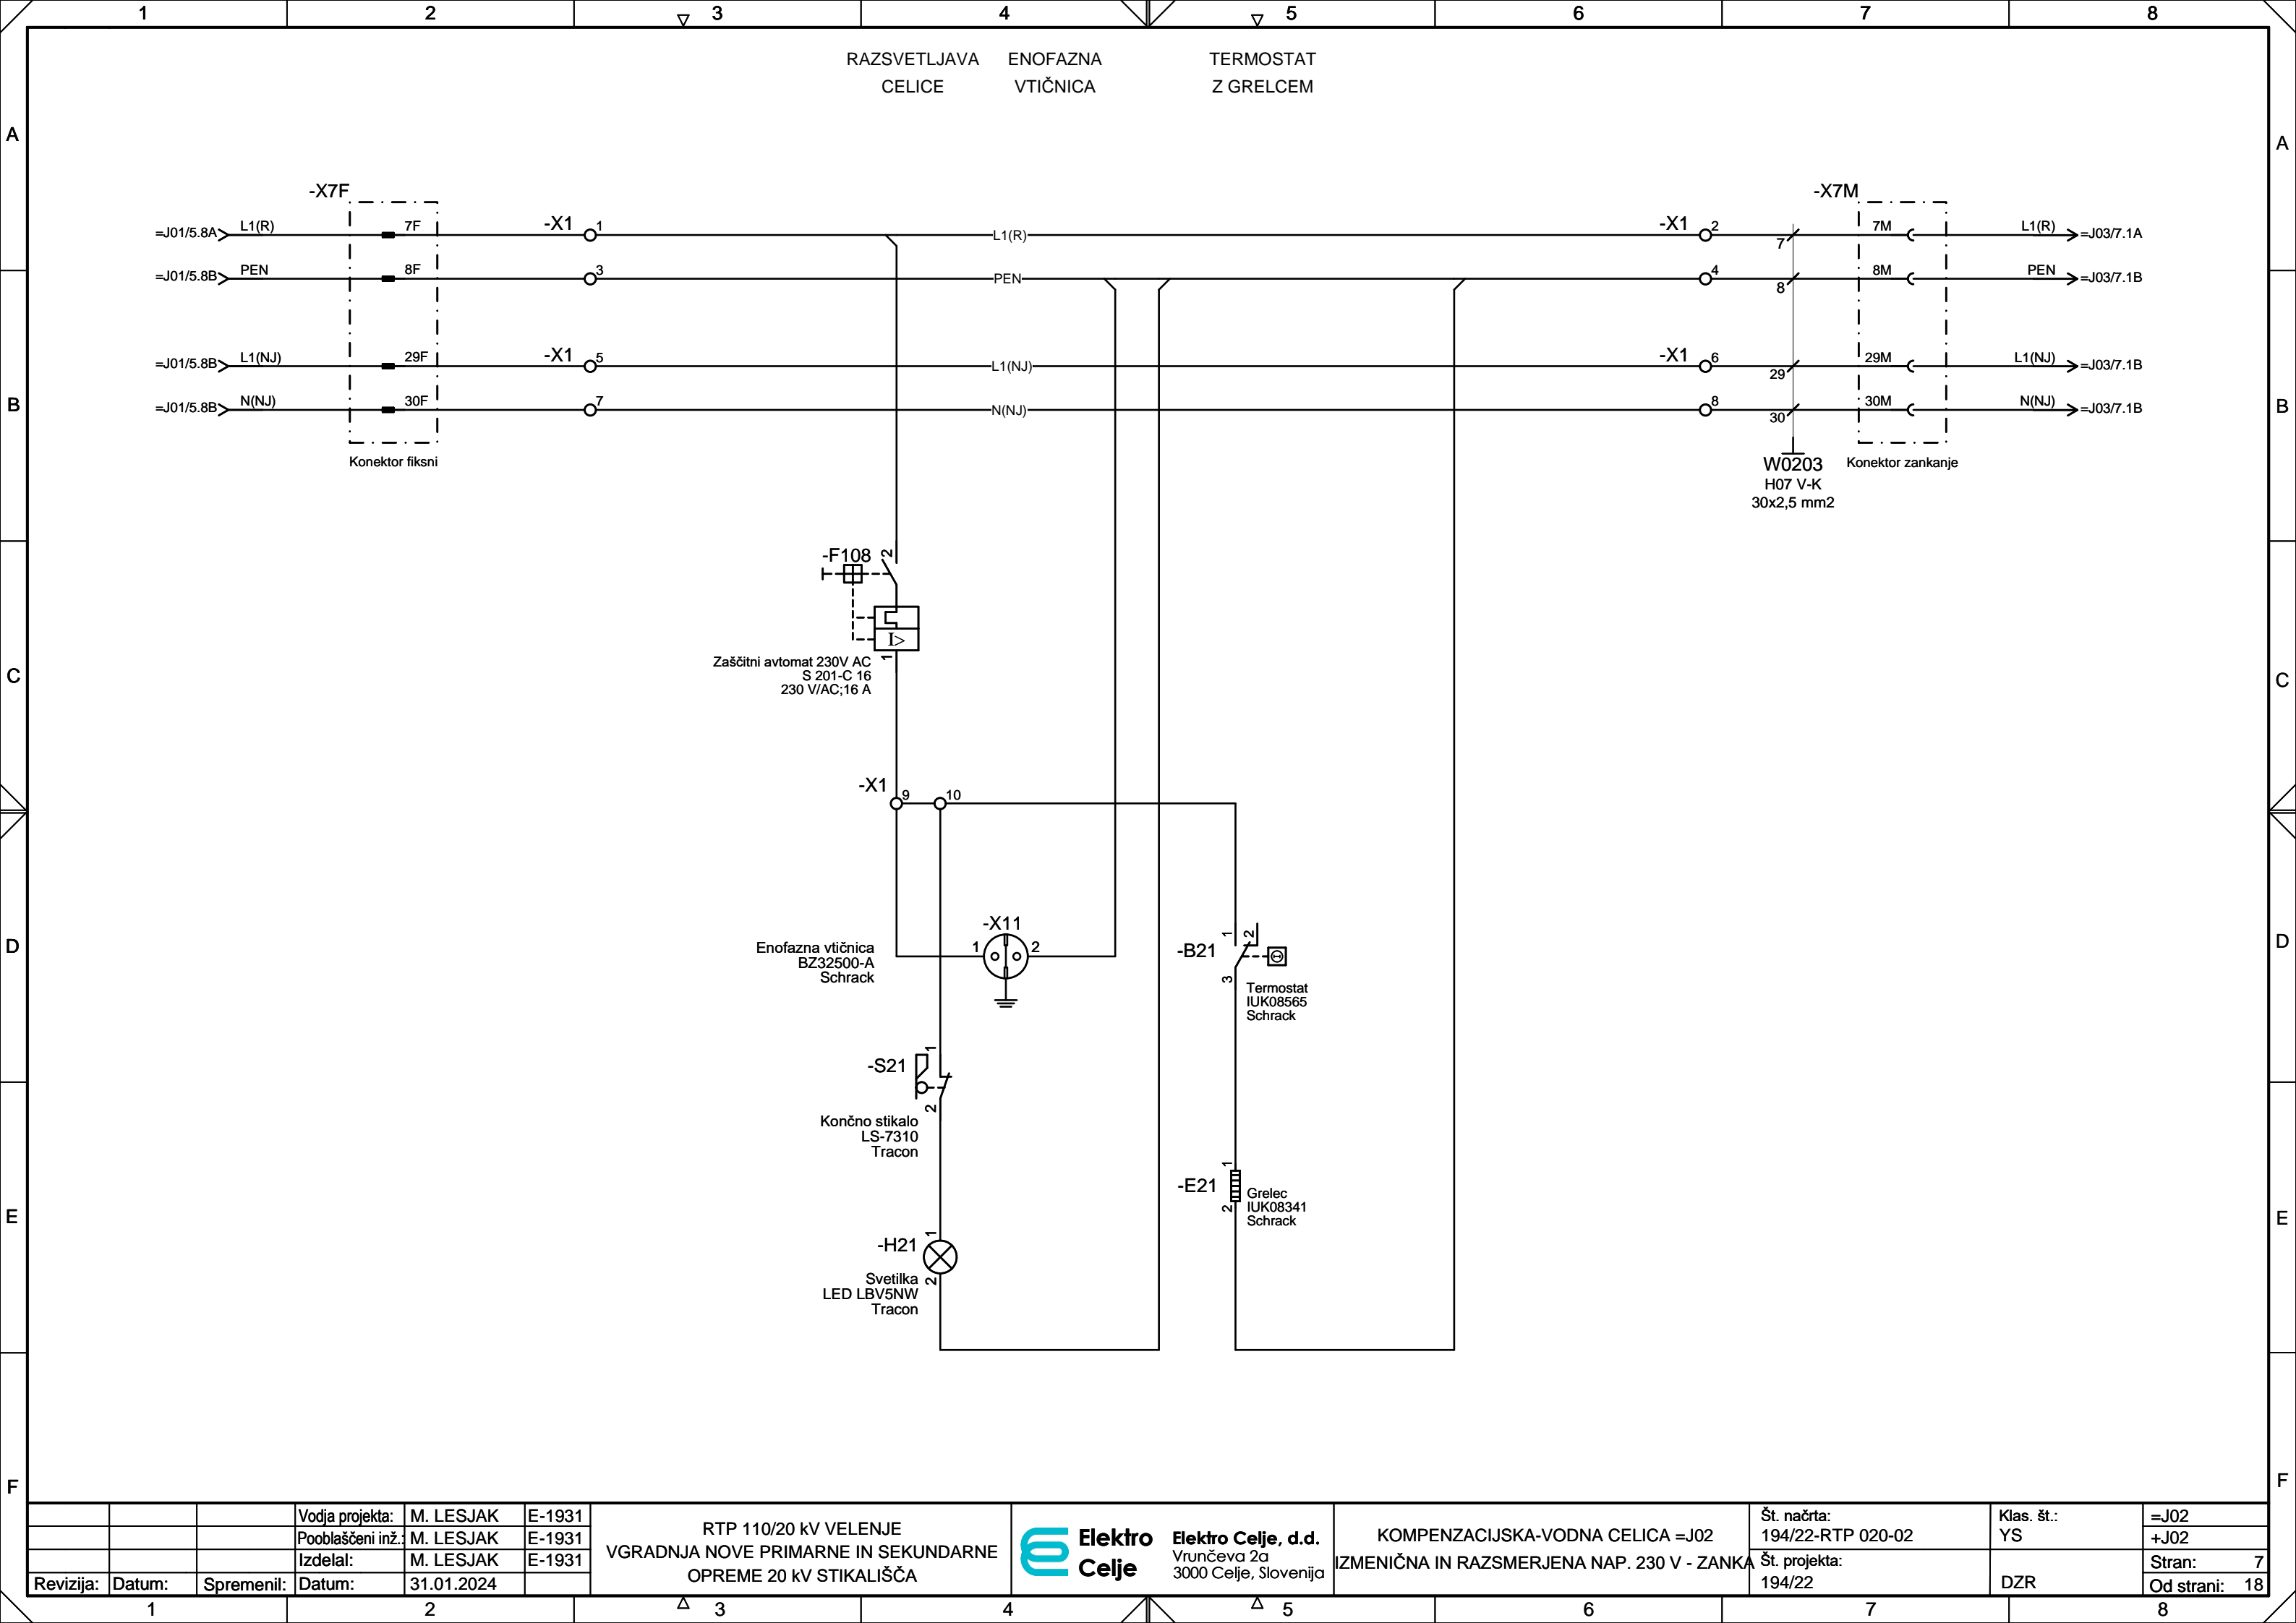 1 2 3 4 5 6 7 8
RAZSVETLJAVA
CELICE
ENOFAZNA
VTIČNICA
TERMOSTAT
Z GRELCEM
A A
-X7F
-X7M
=J01/5.8A L1(R) 7F -X1 1 L1(R) -X1 2 7 7M L1(R) =J03/7.1A
=J01/5.8B PEN 8F 3 PEN 4 8 8M PEN =J03/7.1B
=J01/5.8B L1(NJ) 29F -X1 5 L1(NJ) -X1 6 29 29M L1(NJ) =J03/7.1B
=J01/5.8B N(NJ) 30F 7 N(NJ) 8 30 30M N(NJ) =J03/7.1B
B B
Konektor fiksni
W0203
H07 V-K
30x2,5 mm2
Konektor zankanje
-F108 2
I>
1
Zaščitni avtomat 230V AC
S 201-C 16
230 V/AC;16 A
C C
-X1 9 10
D D
-X11
1 2
Enofazna vtičnica
BZ32500-A
Schrack
-B21 1 2
3
Termostat
IUK08565
Schrack
-S21 1
2
Končno stikalo
LS-7310
Tracon
-E21 1
2
Grelec
IUK08341
Schrack
E E
-H21 1
2
Svetilka
LED LBV5NW
Tracon
F F
Revizija: Datum: Spremenil:
Vodja projekta: M. LESJAK E-1931
Pooblaščeni inž.: M. LESJAK E-1931
Izdelal: M. LESJAK E-1931
Datum: 31.01.2024
RTP 110/20 kV VELENJE
VGRADNJA NOVE PRIMARNE IN SEKUNDARNE
OPREME 20 kV STIKALIŠČA
Elektro
Celje
Elektro Celje, d.d.
Vrunčeva 2a
3000 Celje, Slovenija
KOMPENZACIJSKA-VODNA CELICA =J02
IZMENIČNA IN RAZSMERJENA NAP. 230 V - ZANKA
Št. načrta:
194/22-RTP 020-02
Št. projekta:
194/22
Klas. št.:
YS
DZR
=J02
+J02
Stran: 7
Od strani: 18
1 2 3 4 5 6 7 8